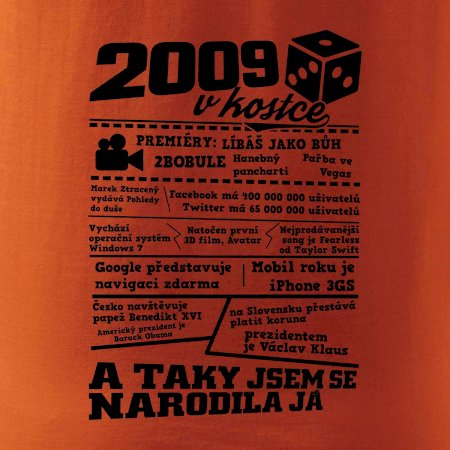 2009
v kostce
PREMIÉRY: LÍBÁŠ JAKO BŮH
2BOBULE Hanebný pancharti Pařba ve Vegas
Marek Ztracený
vydává Pohledy
do duše
Facebook má 400 000 000 uživatelů
Twitter má 65 000 000 uživatelů
Vychází
operační systém
Windows 7
Natočen první
3D film, Avatar
Nejprodávanější
song je Fearless
od Taylor Swift
Google představuje
navigaci zdarma
Mobil roku je
iPhone 3GS
Česko navštěvuje
papež Benedikt XVI
Americký prezident je
Barack Obama
na Slovensku přestává
platit koruna
prezidentem
je Václav Klaus
A TAKY JSEM SE
NARODILA JÁ